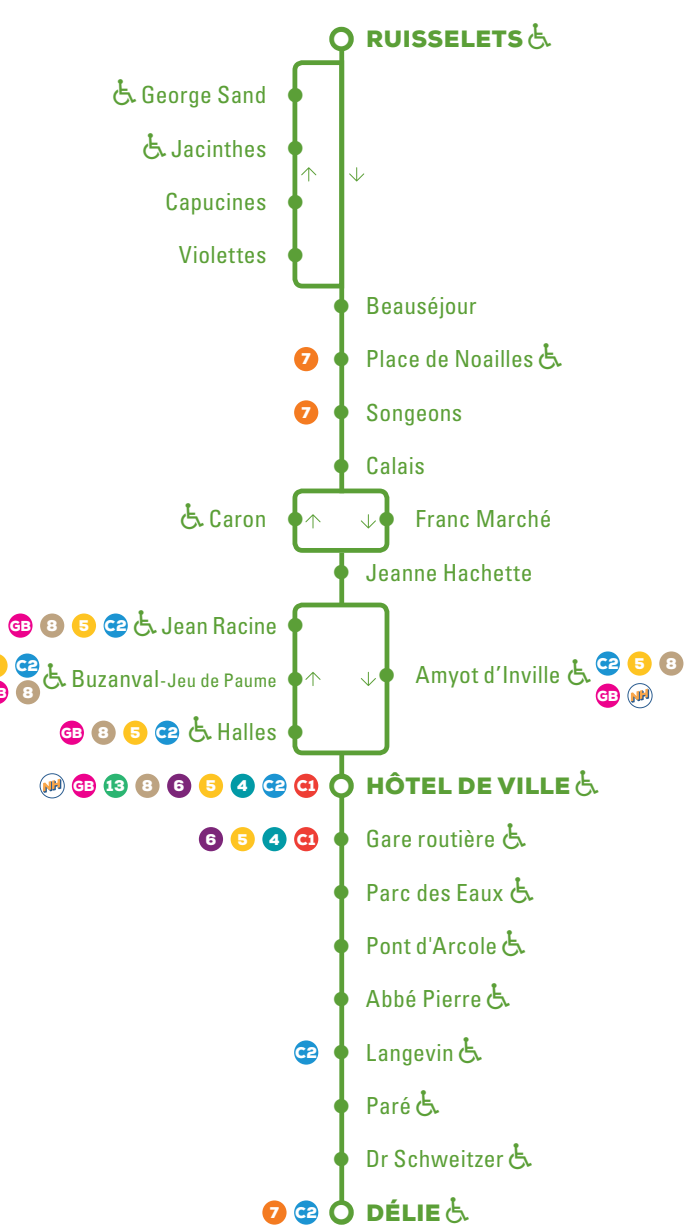 RUISSELETS
George Sand
Jacinthes
Capucines
Violettes
Beauséjour
7 Place de Noailles
7 Songeons
Calais
Caron
Franc Marché
Jeanne Hachette
GB 8 5 C2 Jean Racine
C2
8
Buzanval-Jeu de Paume
Amyot d'Inville
C2 5 8
GB NH
GB 8 5 C2 Halles
NH GB 13 8 6 5 4 C2 C1 HÔTEL DE VILLE
6 5 4 C1 Gare routière
Parc des Eaux
Pont d'Arcole
Abbé Pierre
C2 Langevin
Paré
Dr Schweitzer
7 C2 DÉLIE